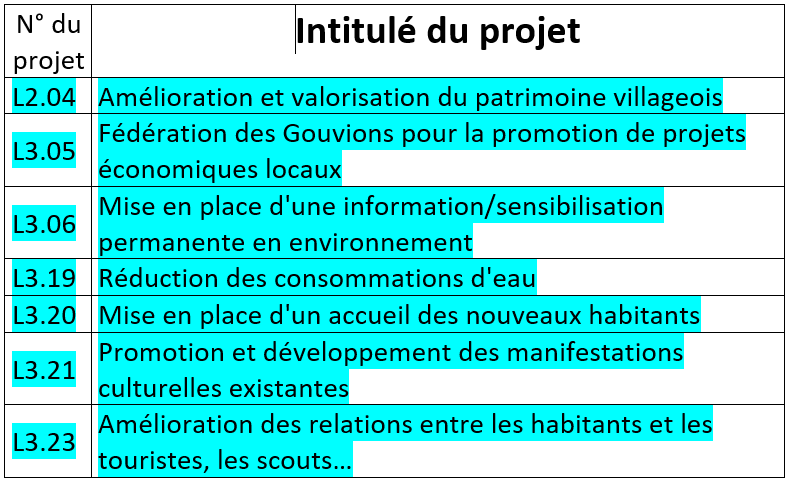 N° du
projet
Intitulé du projet
L2.04 Amélioration et valorisation du patrimoine villageois
L3.05 Fédération des Gouvions pour la promotion de projets
économiques locaux
L3.06 Mise en place d'une information/sensibilisation
permanente en environnement
L3.19 Réduction des consommations d'eau
L3.20 Mise en place d'un accueil des nouveaux habitants
L3.21 Promotion et développement des manifestations
culturelles existantes
L3.23 Amélioration des relations entre les habitants et les
touristes, les scouts...